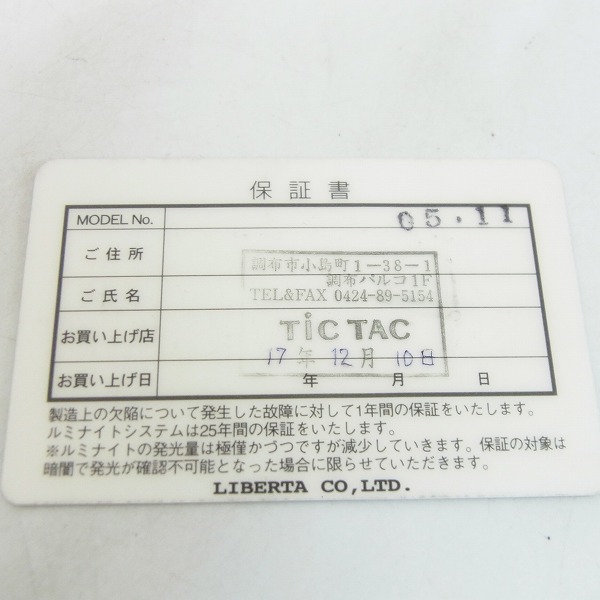 保証書
MODEL No. 05.11
ご住所
調布市小島町1-38-1
調布パルコ1F
ご氏名
TEL&FAX 0424-89-5154
お買い上げ店
TiC TAC
17年12月10日
お買い上げ日 年 月 日
製造上の欠陥について発生した故障に対して1年間の保証をいたします。
ルミナイトシステムは25年間の保証をいたします。
※ルミナイトの発光量は極僅かづつですが減少していきます。保証の対象は
暗闇で発光が確認不可能となった場合に限らせていただきます。
LIBERTA CO,LTD.